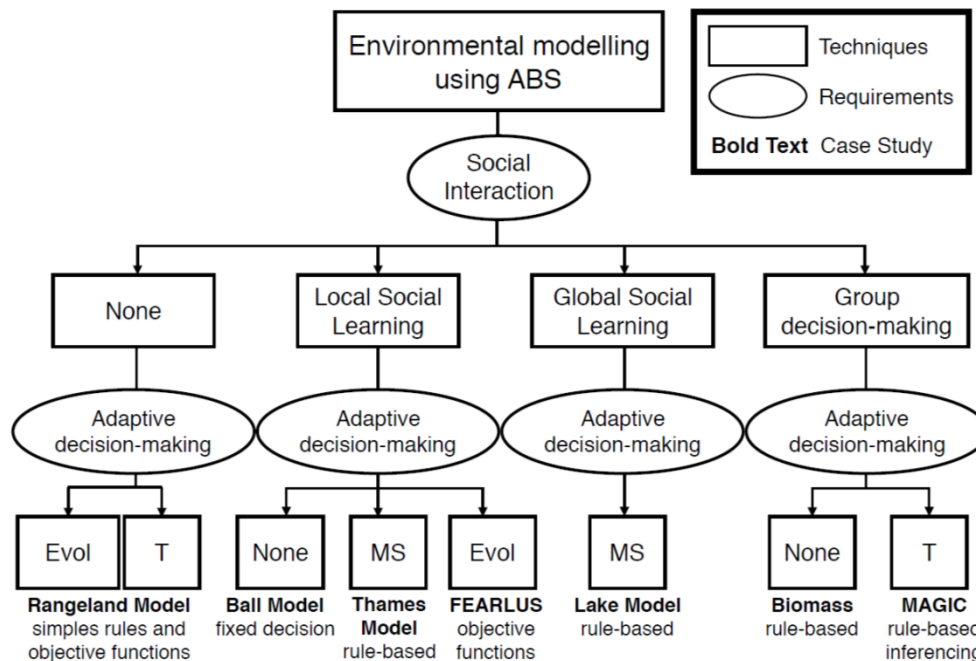 Environmental modelling
using ABS
Techniques
Requirements
Bold Text Case Study
Social
Interaction
None
Local Social
Learning
Global Social
Learning
Group
decision-making
Adaptive
decision-making
Adaptive
decision-making
Adaptive
decision-making
Adaptive
decision-making
Evol
T
None
MS
Evol
MS
None
T
Rangeland Model
simples rules and
objective functions
Ball Model
fixed decision
Thames
Model
rule-based
FEARLUS
objective
functions
Lake Model
rule-based
Biomass
rule-based
MAGIC
rule-based
inferencing